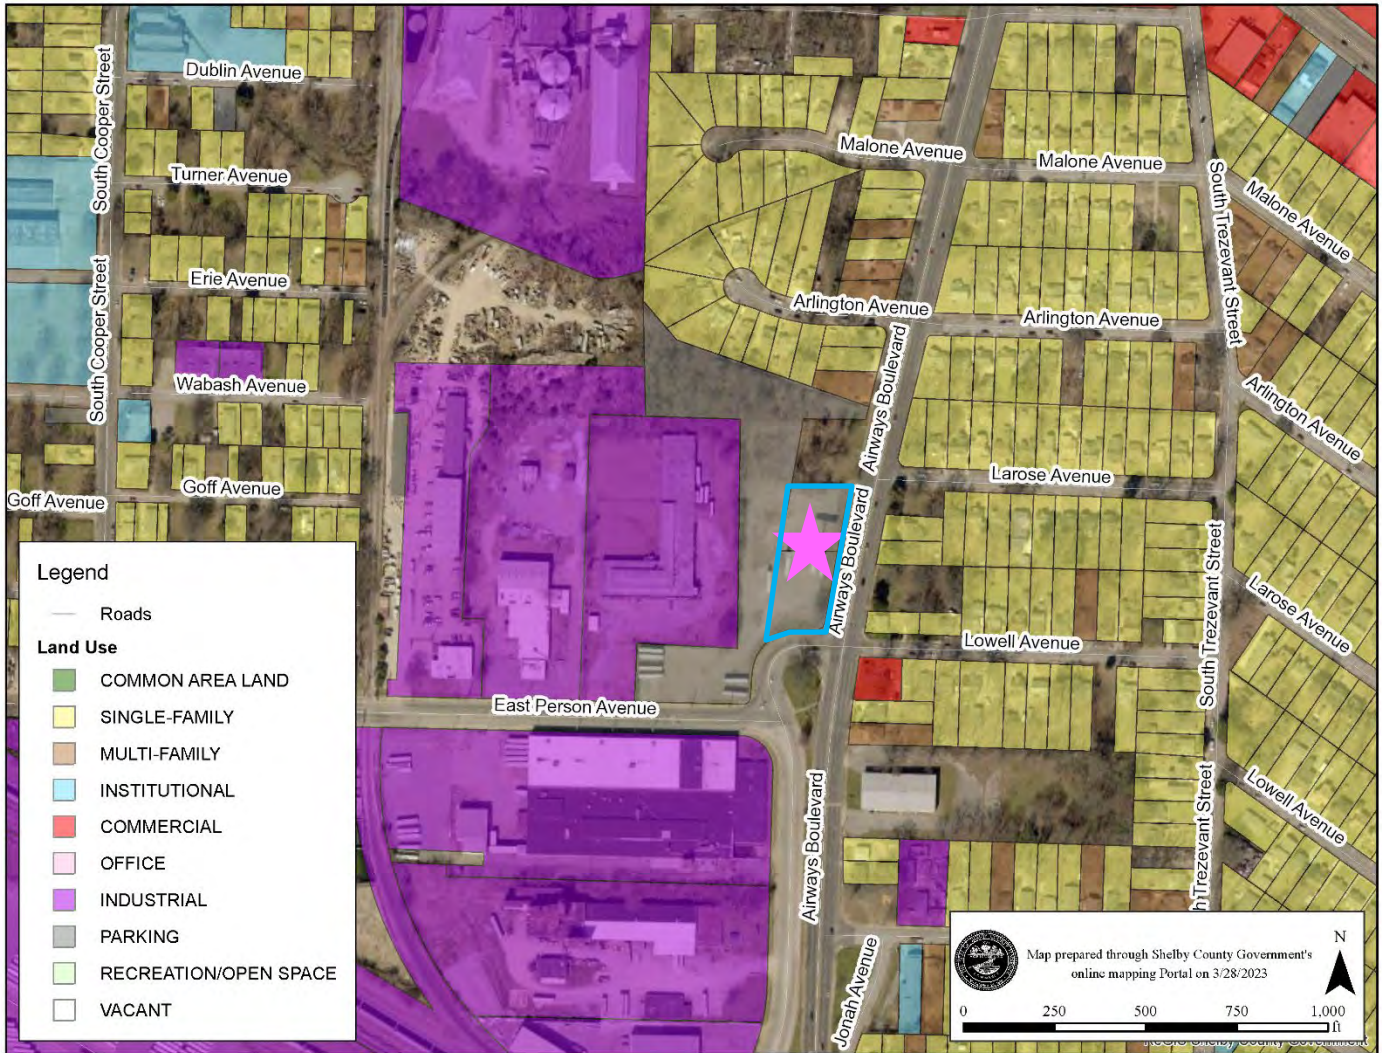 Dublin Avenue
South Cooper Street
Turner Avenue
Erie Avenue
South Cooper Street
Wabash Avenue
Goff Avenue
Goff Avenue
Malone Avenue
Malone Avenue
South Trezevant Street
Malone Avenue
Arlington Avenue
Arlington Avenue
Airways Boulevard
Arlington Avenue
Larose Avenue
Airways Boulevard
South Trezevant Street
Larose Avenue
Lowell Avenue
East Person Avenue
Lowell Avenue
Airways Boulevard
h Trezevant Street
Jonah Avenue
Legend
Roads
Land Use
COMMON AREA LAND
SINGLE-FAMILY
MULTI-FAMILY
INSTITUTIONAL
COMMERCIAL
OFFICE
INDUSTRIAL
PARKING
RECREATION/OPEN SPACE
VACANT
Map prepared through Shelby County Government's
online mapping Portal on 3/28/2023
N
0 250 500 750 1,000
ft